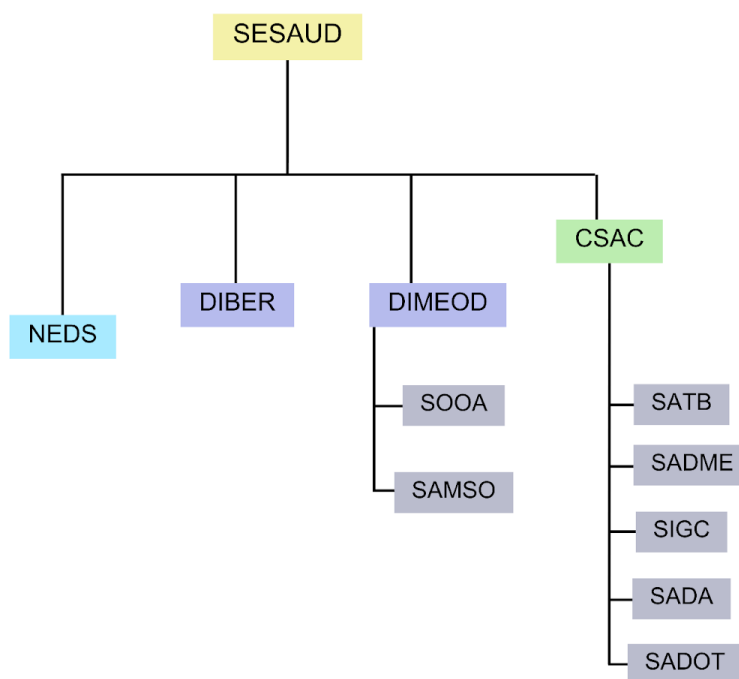 SESAUD
CSAC
DIBER
DIMEOD
NEDS
SOOA
SATB
SADME
SAMSO
SIGC
SADA
SADOT